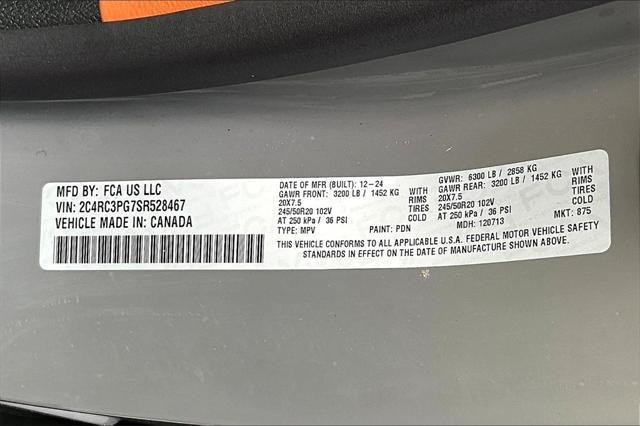 MFD BY: FCA US LLC
VIN: 2C4RC3PG7SR528467
VEHICLE MADE IN: CANADA
DATE OF MFR (BUILT): 12-24 GVWR: 6300 LB / 2858 KG
GAWR FRONT: 3200 LB / 1452 KG WITH GAWR REAR: 3200 LB / 1452 KG WITH
20X7.5 RIMS 20X7.5 RIMS
245/50R20 102V TIRES 245/50R20 102V TIRES
AT 250 kPa / 36 PSI COLD AT 250 kPa / 36 PSI COLD
TYPE: MPV PAINT: PDN MDH: 120713 MKT: 875
THIS VEHICLE CONFORMS TO ALL APPLICABLE U.S.A. FEDERAL MOTOR VEHICLE SAFETY
STANDARDS IN EFFECT ON THE DATE OF MANUFACTURE SHOWN ABOVE.